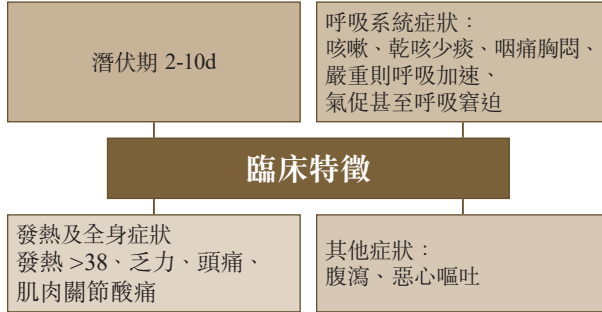 潛伏期 2-10d
呼吸系統症狀：
咳嗽、乾咳少痰、咽痛胸悶、
嚴重則呼吸加速、
氣促甚至呼吸窘迫
臨床特徵
發熱及全身症狀
發熱 >38、乏力、頭痛、
肌肉關節酸痛
其他症狀：
腹瀉、惡心嘔吐